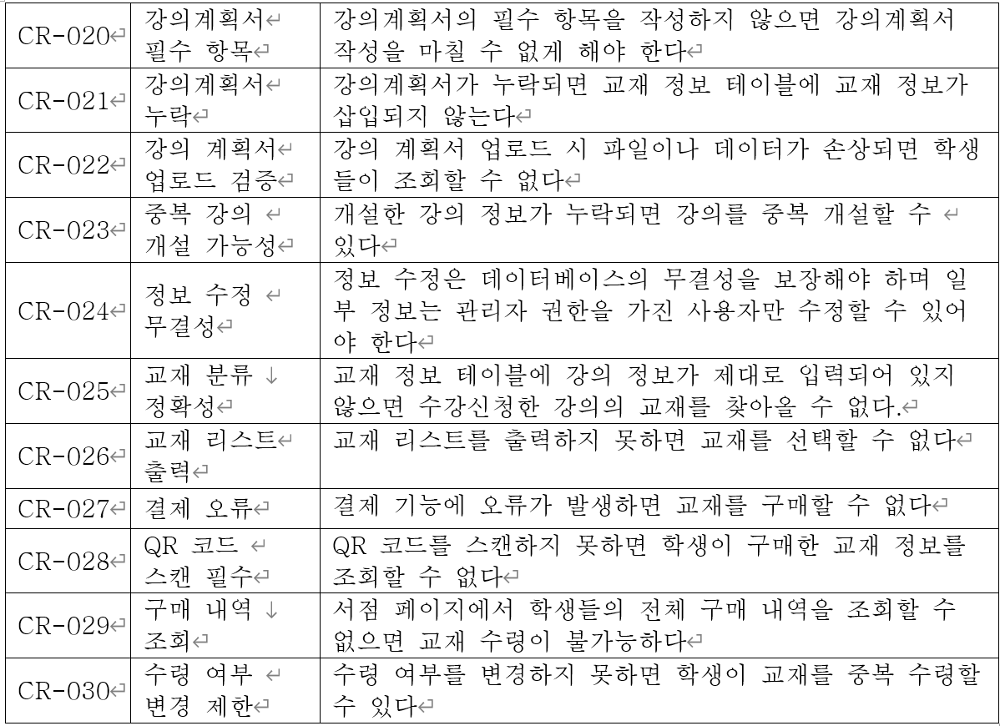 CR-020
강의계획서
필수 항목
강의계획서의 필수 항목을 작성하지 않으면 강의계획서
작성을 마칠 수 없게 해야 한다
CR-021
강의계획서
누락
강의계획서가 누락되면 교재 정보 테이블에 교재 정보가
삽입되지 않는다
CR-022
강의 계획서
업로드 검증
강의 계획서 업로드 시 파일이나 데이터가 손상되면 학생
들이 조회할 수 없다
CR-023
중복 강의
개설 가능성
개설한 강의 정보가 누락되면 강의를 중복 개설할 수
있다
CR-024
정보 수정
무결성
정보 수정은 데이터베이스의 무결성을 보장해야 하며 일
부 정보는 관리자 권한을 가진 사용자만 수정할 수 있어
야 한다
CR-025
교재 분류
정확성
교재 정보 테이블에 강의 정보가 제대로 입력되어 있지
않으면 수강신청한 강의의 교재를 찾아올 수 없다.
CR-026
교재 리스트
출력
교재 리스트를 출력하지 못하면 교재를 선택할 수 없다
CR-027
결제 오류
결제 기능에 오류가 발생하면 교재를 구매할 수 없다
CR-028
QR 코드
스캔 필수
QR 코드를 스캔하지 못하면 학생이 구매한 교재 정보를
조회할 수 없다
CR-029
구매 내역
조회
서점 페이지에서 학생들의 전체 구매 내역을 조회할 수
없으면 교재 수령이 불가능하다
CR-030
수령 여부
변경 제한
수령 여부를 변경하지 못하면 학생이 교재를 중복 수령할
수 있다